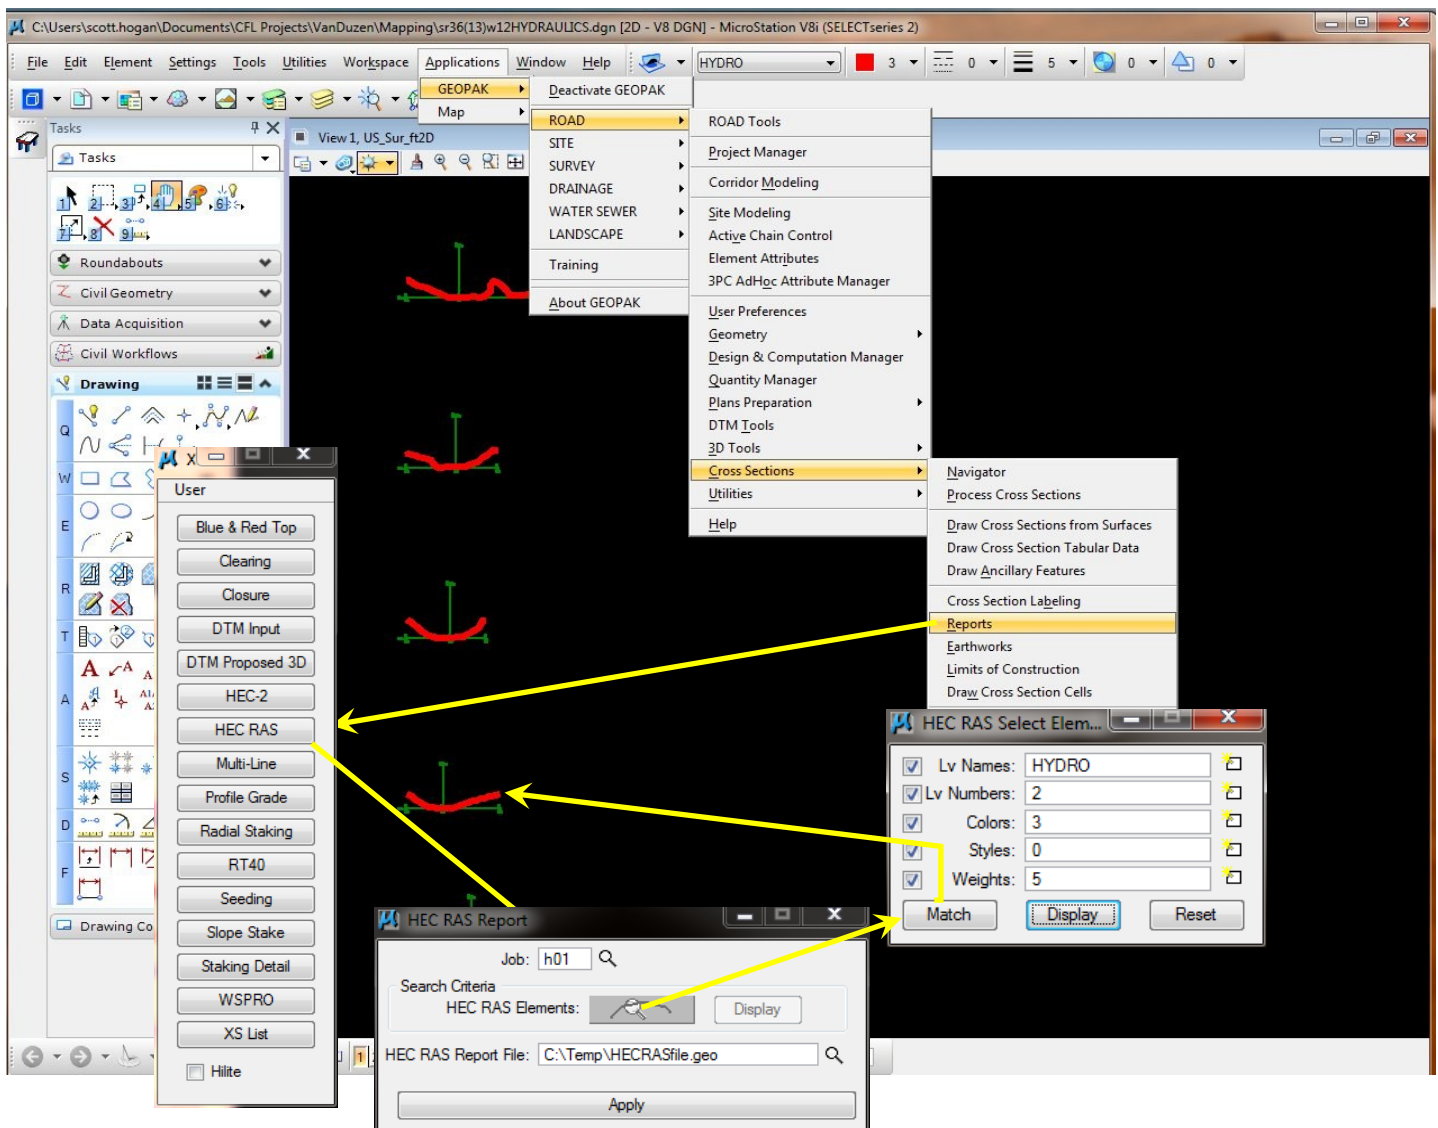 C:\Users\scott.hogan\Documents\CFL Projects\VanDuzen\Mapping\sr36(13)w12HYDRAULICS.dgn [2D - V8 DGN] - MicroStation V8i (SELECTseries 2)
File Edit Element Settings Tools Utilities Workspace Applications Window Help HYDRO 3 0 5 0 0
GEOPAK
Map
Deactivate GEOPAK
ROAD
SITE
SURVEY
DRAINAGE
WATER SEWER
LANDSCAPE
Training
About GEOPAK
ROAD Tools
Project Manager
Corridor Modeling
Site Modeling
Active Chain Control
Element Attributes
3PC AdHoc Attribute Manager
User Preferences
Geometry
Design & Computation Manager
Quantity Manager
Plans Preparation
DTM Tools
3D Tools
Cross Sections
Utilities
Help
Navigator
Process Cross Sections
Draw Cross Sections from Surfaces
Draw Cross Section Tabular Data
Draw Ancillary Features
Cross Section Labeling
Reports
Earthworks
Limits of Construction
Draw Cross Section Cells
Tasks
Tasks
1 2 3 4 5 6
7 8 9
Roundabouts
Civil Geometry
Data Acquisition
Civil Workflows
Drawing
Q
W
E
R
T
A
S
D
F
Drawing Co
View 1, US_Sur_ft2D
X
User
Blue & Red Top
Clearing
Closure
DTM Input
DTM Proposed 3D
HEC-2
HEC RAS
Multi-Line
Profile Grade
Radial Staking
RT40
Seeding
Slope Stake
Staking Detail
WSPRO
XS List
Hilite
HEC RAS Select Elem...
Lv Names: HYDRO
Lv Numbers: 2
Colors: 3
Styles: 0
Weights: 5
Match Display Reset
HEC RAS Report
Job: h01
Search Criteria
HEC RAS Elements: Display
HEC RAS Report File: C:\Temp\HECRASfile.geo
Apply
1